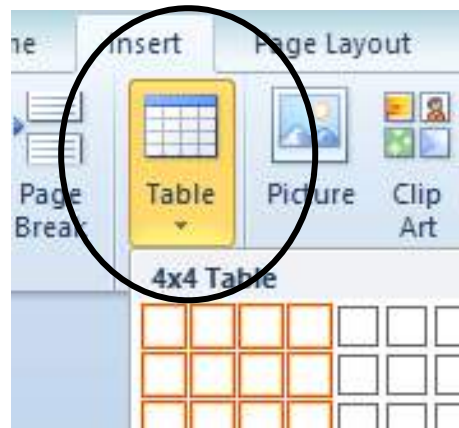 ne Insert Page Layout
Page Break Table Picture Clip Art
4x4 Table